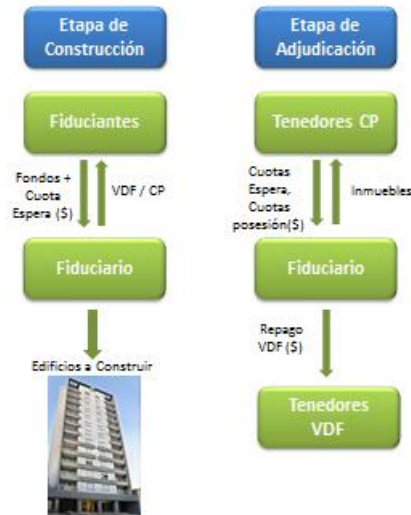 Etapa de
Construcción
Fiduciantes
Fondos +
Cuota
Espera ($)
VDF / CP
Fiduciario
Edificios a Construir
Etapa de
Adjudicación
Tenedores CP
Cuotas
Espera,
Cuotas
posesión($)
Inmuebles
Fiduciario
Repago
VDF ($)
Tenedores
VDF